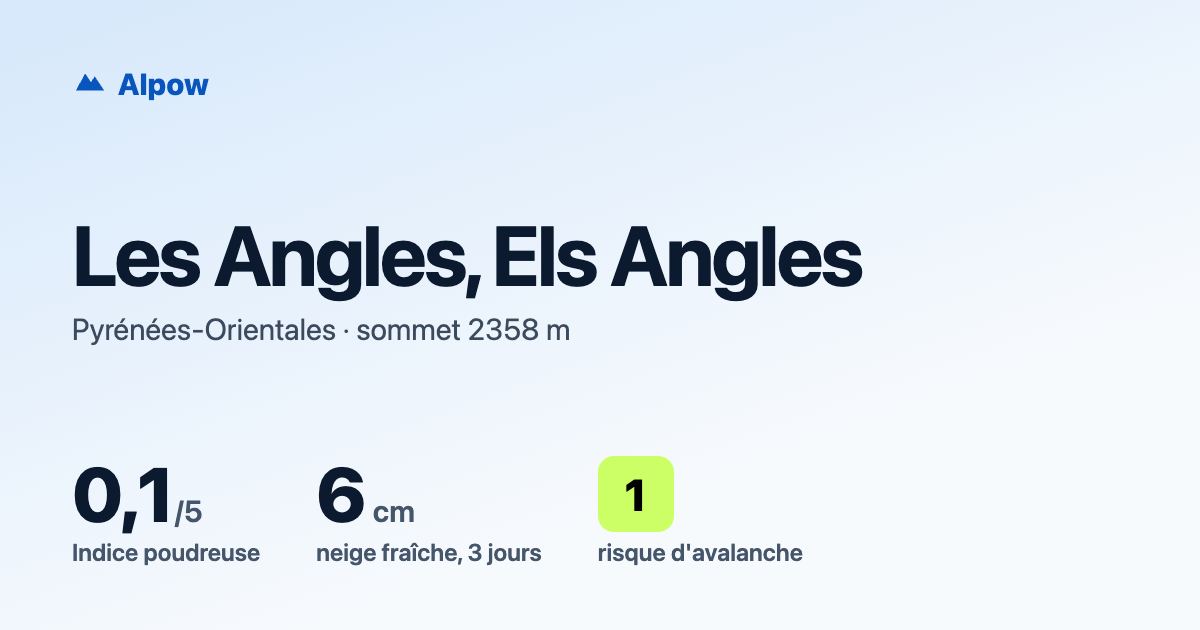 Alpow
Les Angles, Els Angles
Pyrénées-Orientales · sommet 2358 m
0,1/5
Indice poudreuse
6 cm
neige fraîche, 3 jours
1
risque d'avalanche